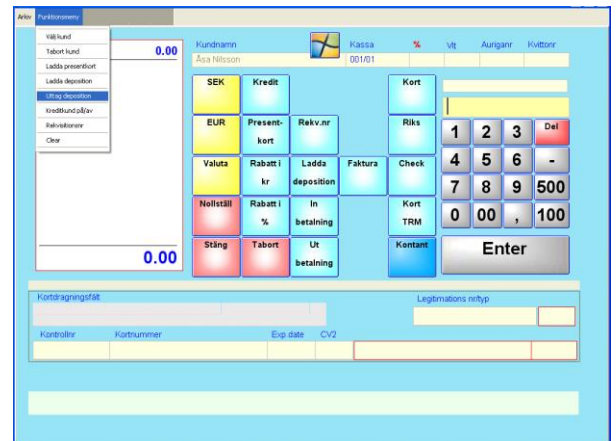 Arkiv Funktionsmeny
Välj kund
Tabort kund
Ladda presentkort
Ladda deposition
Uttag deposition
Kreditkund på/av
Rekvisitionsnr
Clear
0.00
0.00
Kundnamn Kassa % Vlt Auriganr Kvittonr
Åsa Nilsson 001/01
SEK Kredit Kort
EUR Present-kort Rekv.nr Riks
Valuta Rabatt i kr Ladda deposition Faktura Check
Nollställ Rabatt i % In betalning Kort TRM
Stäng Tabort Ut betalning Kontant
1 2 3 Del
4 5 6 -
7 8 9 500
0 00 , 100
Enter
Kortdragningsfält Legitimations nr/typ
Kontrollnr Kortnummer Exp.date CV2